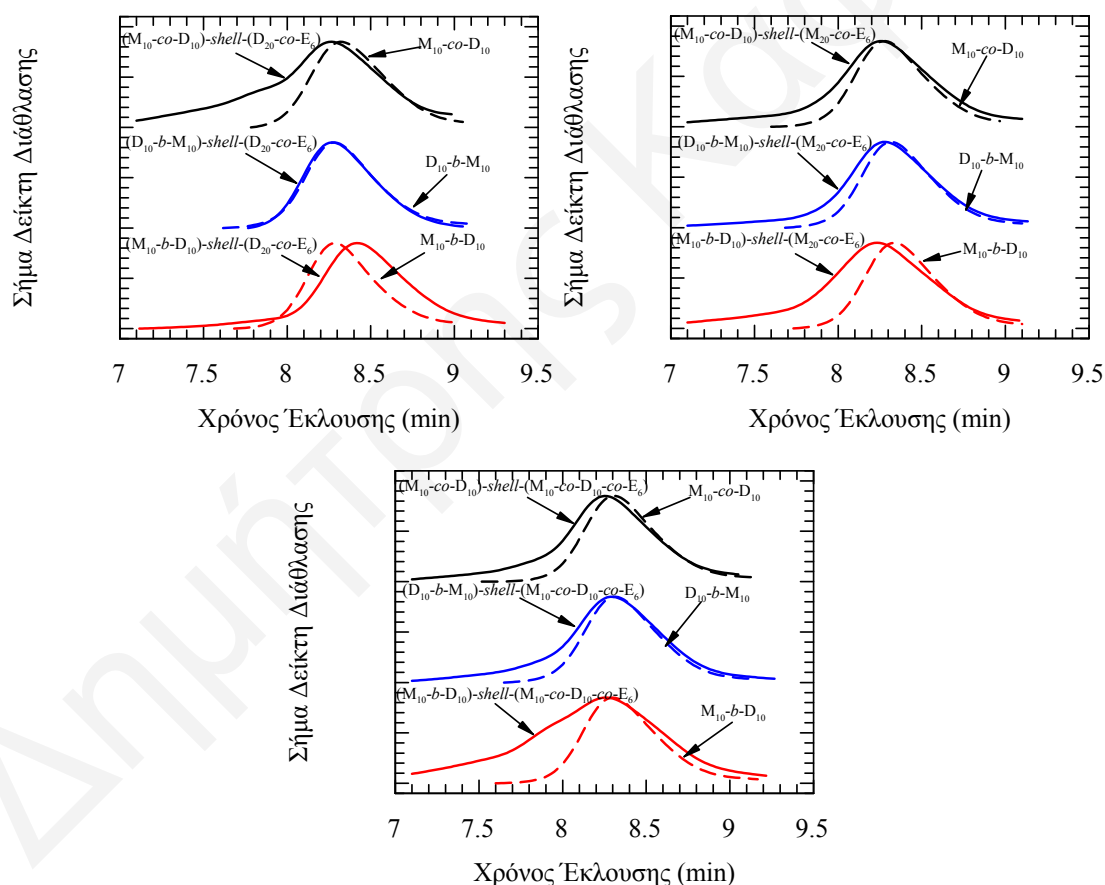 Σήμα Δείκτη Διάθλασης
(M₁₀-co-D₁₀)-shell-(D₂₀-co-E₆)
M₁₀-co-D₁₀
(D₁₀-b-M₁₀)-shell-(D₂₀-co-E₆)
D₁₀-b-M₁₀
(M₁₀-b-D₁₀)-shell-(D₂₀-co-E₆)
M₁₀-b-D₁₀
7 7.5 8 8.5 9 9.5
Χρόνος Έκλουσης (min)
Σήμα Δείκτη Διάθλασης
(M₁₀-co-D₁₀)-shell-(M₂₀-co-E₆)
M₁₀-co-D₁₀
(D₁₀-b-M₁₀)-shell-(M₂₀-co-E₆)
D₁₀-b-M₁₀
(M₁₀-b-D₁₀)-shell-(M₂₀-co-E₆)
M₁₀-b-D₁₀
7 7.5 8 8.5 9 9.5
Χρόνος Έκλουσης (min)
Σήμα Δείκτη Διάθλασης
(M₁₀-co-D₁₀)-shell-(M₁₀-co-D₁₀-co-E₆)
M₁₀-co-D₁₀
(D₁₀-b-M₁₀)-shell-(M₁₀-co-D₁₀-co-E₆)
D₁₀-b-M₁₀
(M₁₀-b-D₁₀)-shell-(M₁₀-co-D₁₀-co-E₆)
M₁₀-b-D₁₀
7 7.5 8 8.5 9 9.5
Χρόνος Έκλουσης (min)
Δημήτρης